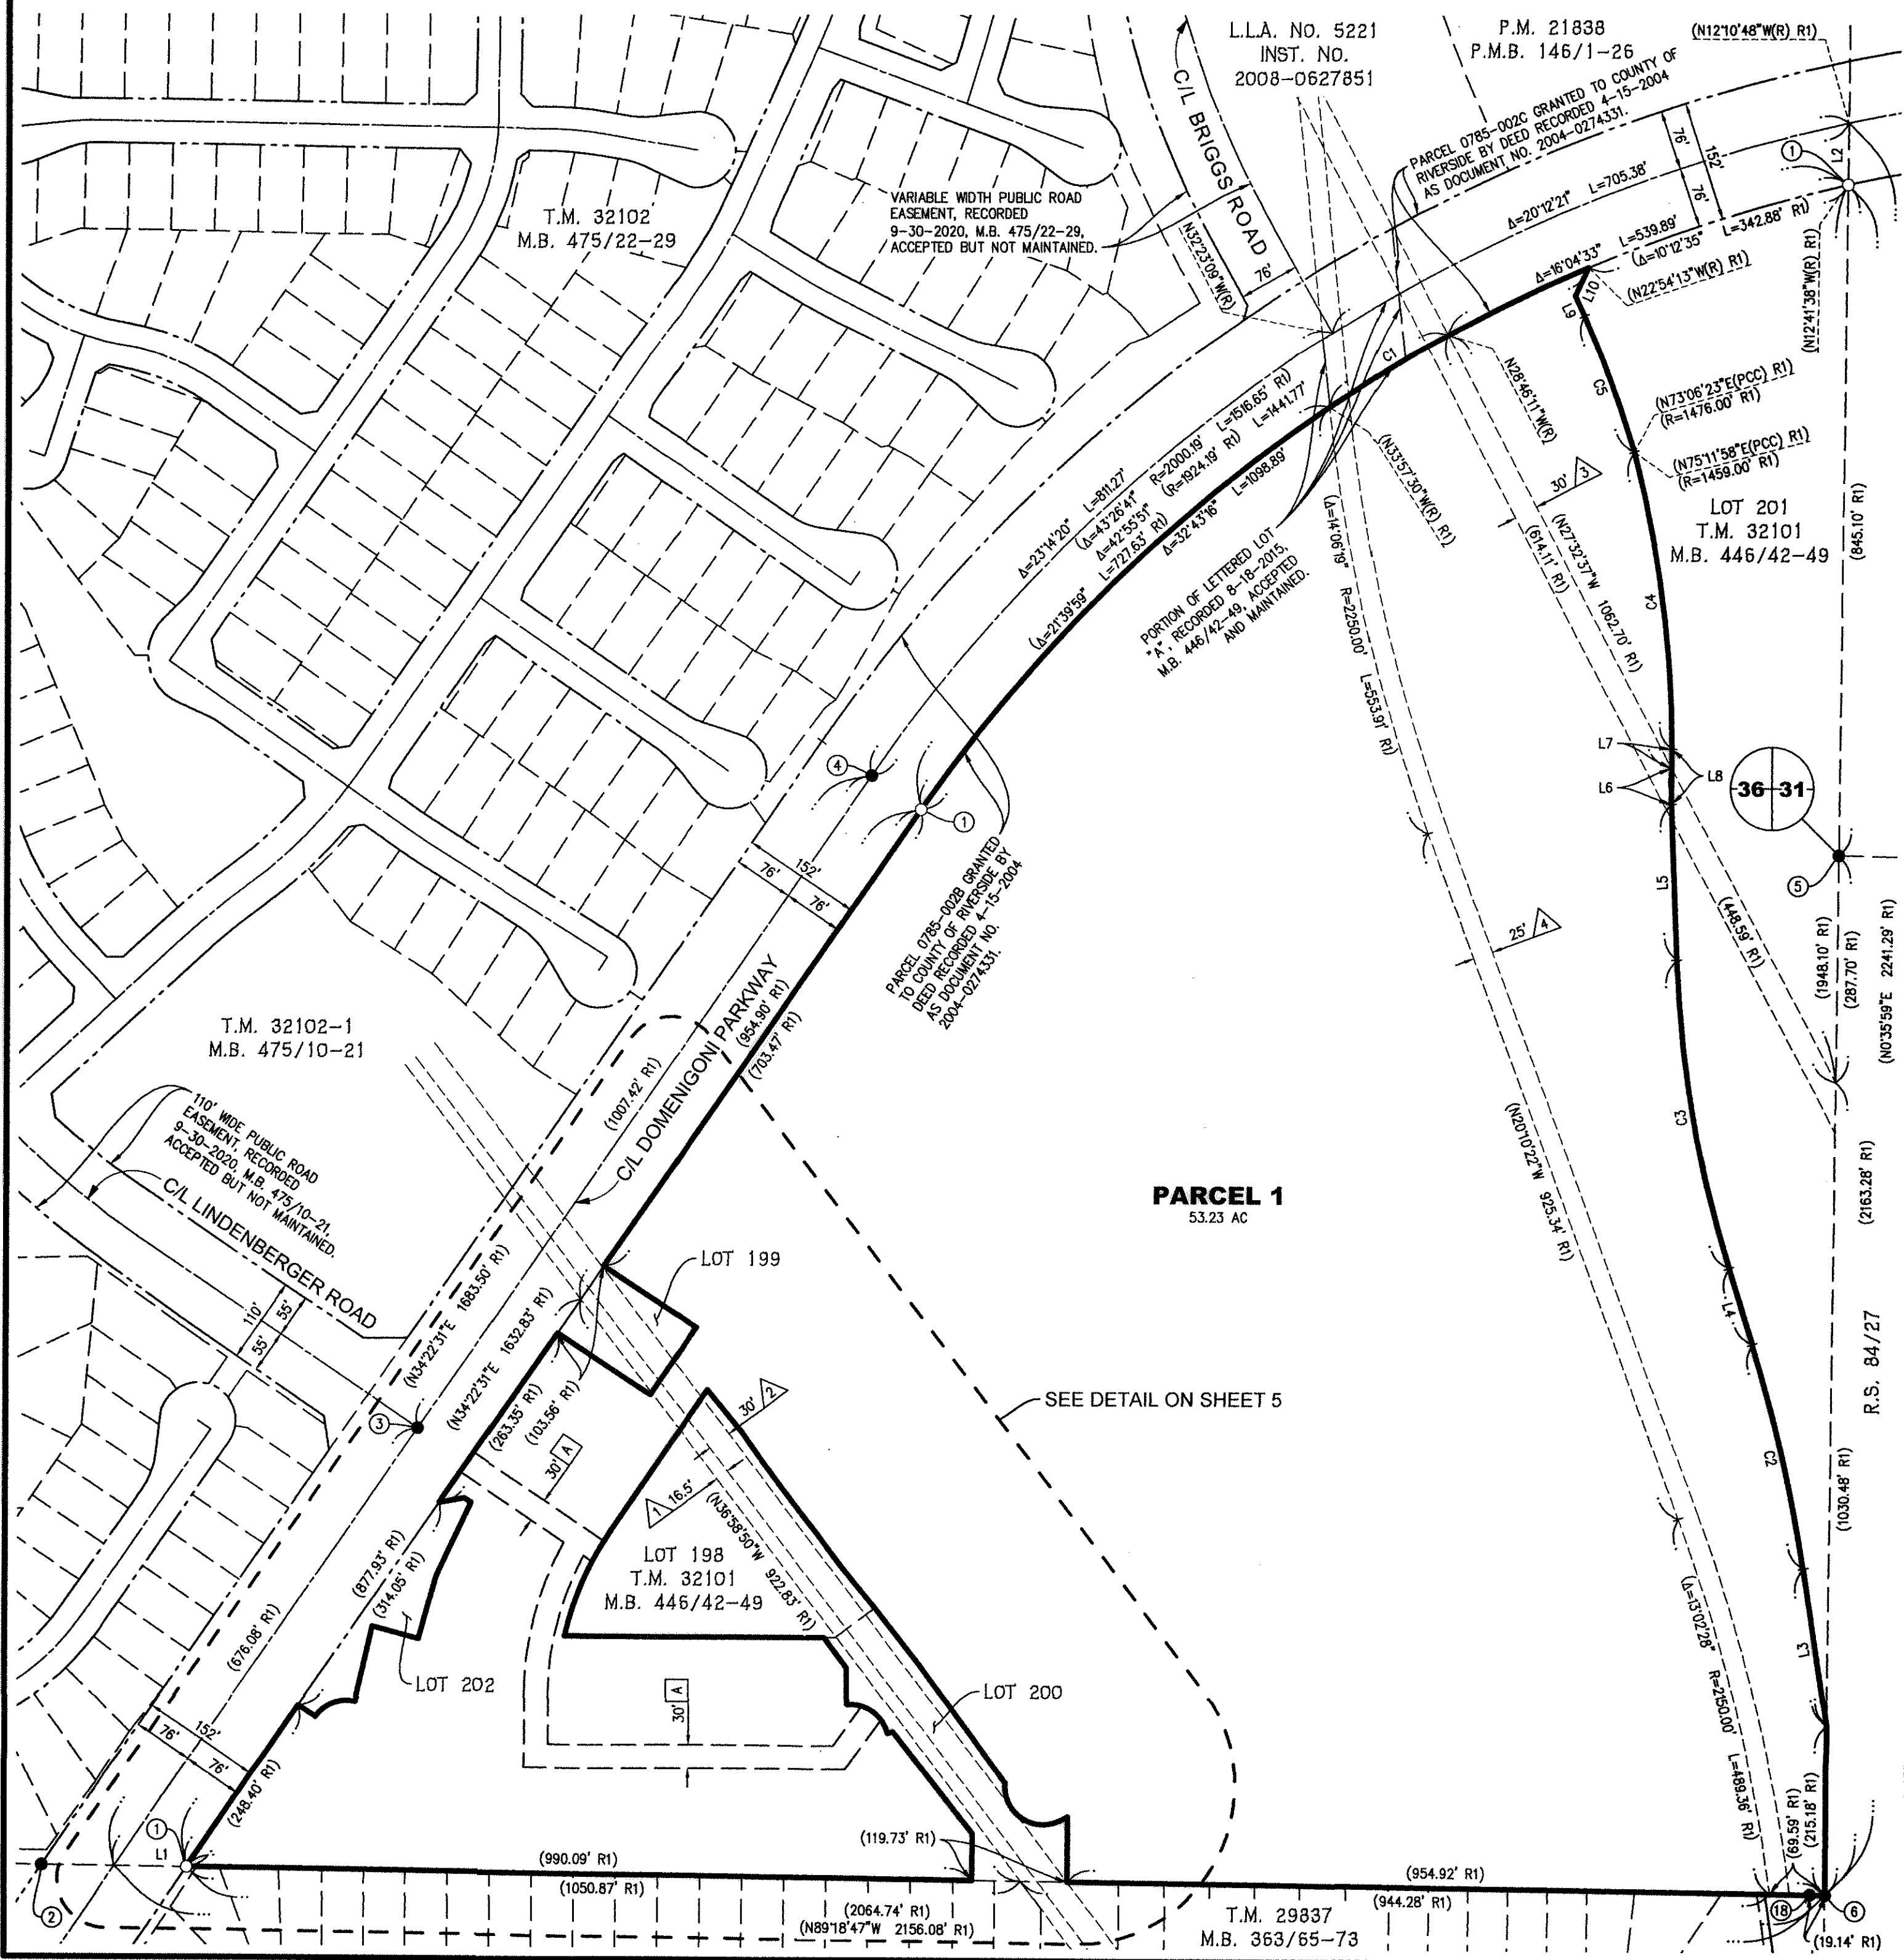 L.L.A. NO. 5221
INST. NO.
2008-0627851
P.M. 21838
P.M.B. 146/1-26
(N12°10'48"W(R) R1)
C/L BRIGGS ROAD
PARCEL 0785-002C GRANTED TO COUNTY OF
RIVERSIDE BY DEED RECORDED 4-15-2004
AS DOCUMENT NO. 2004-0274331.
76'
152'
76'
1
L2
T.M. 32102
M.B. 475/22-29
VARIABLE WIDTH PUBLIC ROAD
EASEMENT, RECORDED
9-30-2020, M.B. 475/22-29,
ACCEPTED BUT NOT MAINTAINED.
N32°23'09"W(R)
76'
Δ=20°12'21" L=705.38'
Δ=16°04'33" L=539.89'
(Δ=10°12'35" L=342.88' R1)
(N22°54'13"W(R) R1)
(N12°41'38"W(R) R1)
L10
L9
C1
C5
N28°46'11"W(R)
(N73°06'23"E(PCC) R1)
(R=1476.00' R1)
(N75°11'58"E(PCC) R1)
(R=1459.00' R1)
LOT 201
T.M. 32101
M.B. 446/42-49
(845.10' R1)
Δ=23°14'20" L=811.27'
(Δ=43°26'41" R=2000.19' L=1516.65' R1)
Δ=42°55'51" (R=1924.19' R1) L=1441.77'
(Δ=21°39'59" L=727.63' R1)
Δ=32°43'16" L=1098.89'
(N33°57'30"W(R) R1)
30' 3
(N27°32'37"W 1062.70' R1)
(614.11' R1)
PORTION OF LETTERED LOT
"A", RECORDED 8-18-2015,
M.B. 446/42-49, ACCEPTED
AND MAINTAINED.
(Δ=14°06'19" R=2250.00' L=553.91' R1)
C4
L7
L6
L8
36 31
5
4
1
L5
(448.59' R1)
(1948.10' R1)
(287.70' R1)
(N0°35'59"E 2241.29' R1)
152'
76'
76'
PARCEL 0785-002B GRANTED
TO COUNTY OF RIVERSIDE BY
DEED RECORDED 4-15-2004
AS DOCUMENT NO.
2004-0274331.
25' 4
C/L DOMENIGONI PARKWAY
(954.90' R1)
(703.47' R1)
(1007.42' R1)
T.M. 32102-1
M.B. 475/10-21
110' WIDE PUBLIC ROAD
EASEMENT, RECORDED
9-30-2020, M.B. 475/10-21,
ACCEPTED BUT NOT MAINTAINED.
C/L LINDENBERGER ROAD
110'
55'
55'
PARCEL 1
53.23 AC
C3
(N20°10'22"W 925.34' R1)
(2163.28' R1)
(N34°22'31"E 1683.50' R1)
(N34°22'31"E 1632.83' R1)
LOT 199
L4
R.S. 84/27
SEE DETAIL ON SHEET 5
3
(263.35' R1)
(103.56' R1)
30' A
30' 2
1 16.5'
(N36°58'50"W 922.83' R1)
C2
(1030.48' R1)
(877.93' R1)
(314.05' R1)
(676.08' R1)
LOT 198
T.M. 32101
M.B. 446/42-49
LOT 202
30' A
LOT 200
L3
(Δ=13°02'28" R=2150.00' L=489.36' R1)
152'
76'
76'
(248.40' R1)
1
L1
2
(990.09' R1)
(1050.87' R1)
(2064.74' R1)
(N89°18'47"W 2156.08' R1)
(119.73' R1)
(954.92' R1)
(944.28' R1)
T.M. 29837
M.B. 363/65-73
(69.59' R1)
(215.18' R1)
18
6
(19.14' R1)